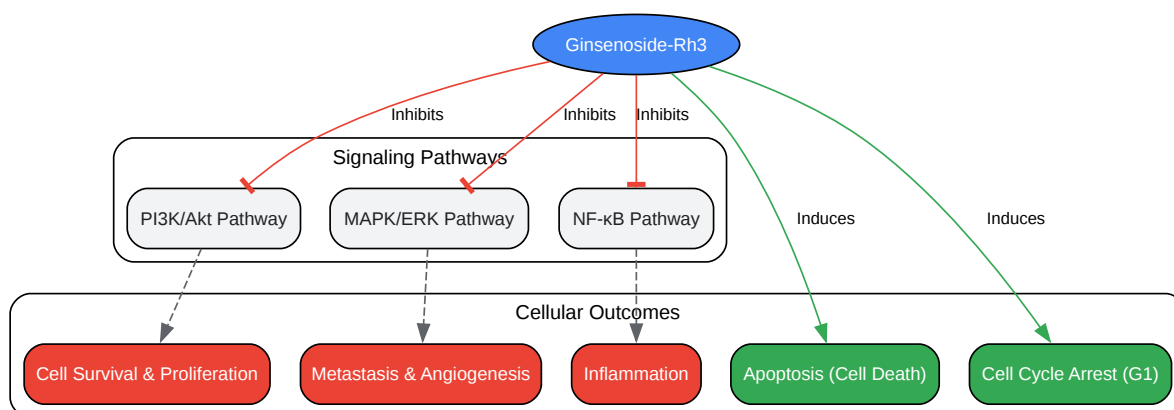 Ginsenoside-Rh3
Inhibits
Inhibits
Inhibits
Signaling Pathways
PI3K/Akt Pathway
MAPK/ERK Pathway
NF-κB Pathway
Induces
Induces
Cellular Outcomes
Cell Survival & Proliferation
Metastasis & Angiogenesis
Inflammation
Apoptosis (Cell Death)
Cell Cycle Arrest (G1)